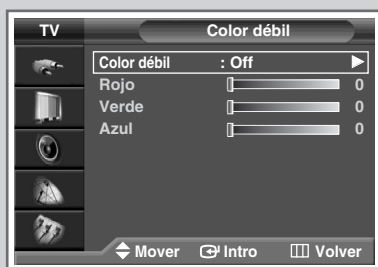 TV Color débil
Color débil : Off
Rojo 0
Verde 0
Azul 0
Mover Intro Volver